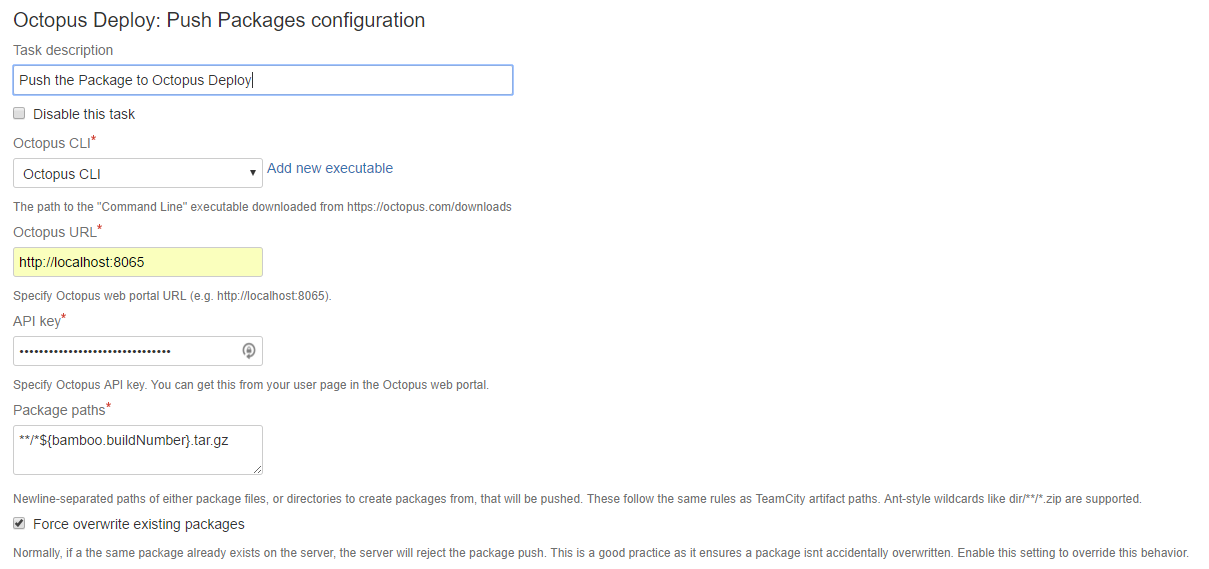 Octopus Deploy: Push Packages configuration
Task description
Push the Package to Octopus Deploy
Disable this task
Octopus CLI*
Octopus CLI Add new executable
The path to the "Command Line" executable downloaded from https://octopus.com/downloads
Octopus URL*
http://localhost:8065
Specify Octopus web portal URL (e.g. http://localhost:8065).
API key*
•••••••••••••••••••••••••••••••
Specify Octopus API key. You can get this from your user page in the Octopus web portal.
Package paths*
**/*${bamboo.buildNumber}.tar.gz
Newline-separated paths of either package files, or directories to create packages from, that will be pushed. These follow the same rules as TeamCity artifact paths. Ant-style wildcards like dir/**/*.zip are supported.
Force overwrite existing packages
Normally, if a the same package already exists on the server, the server will reject the package push. This is a good practice as it ensures a package isnt accidentally overwritten. Enable this setting to override this behavior.